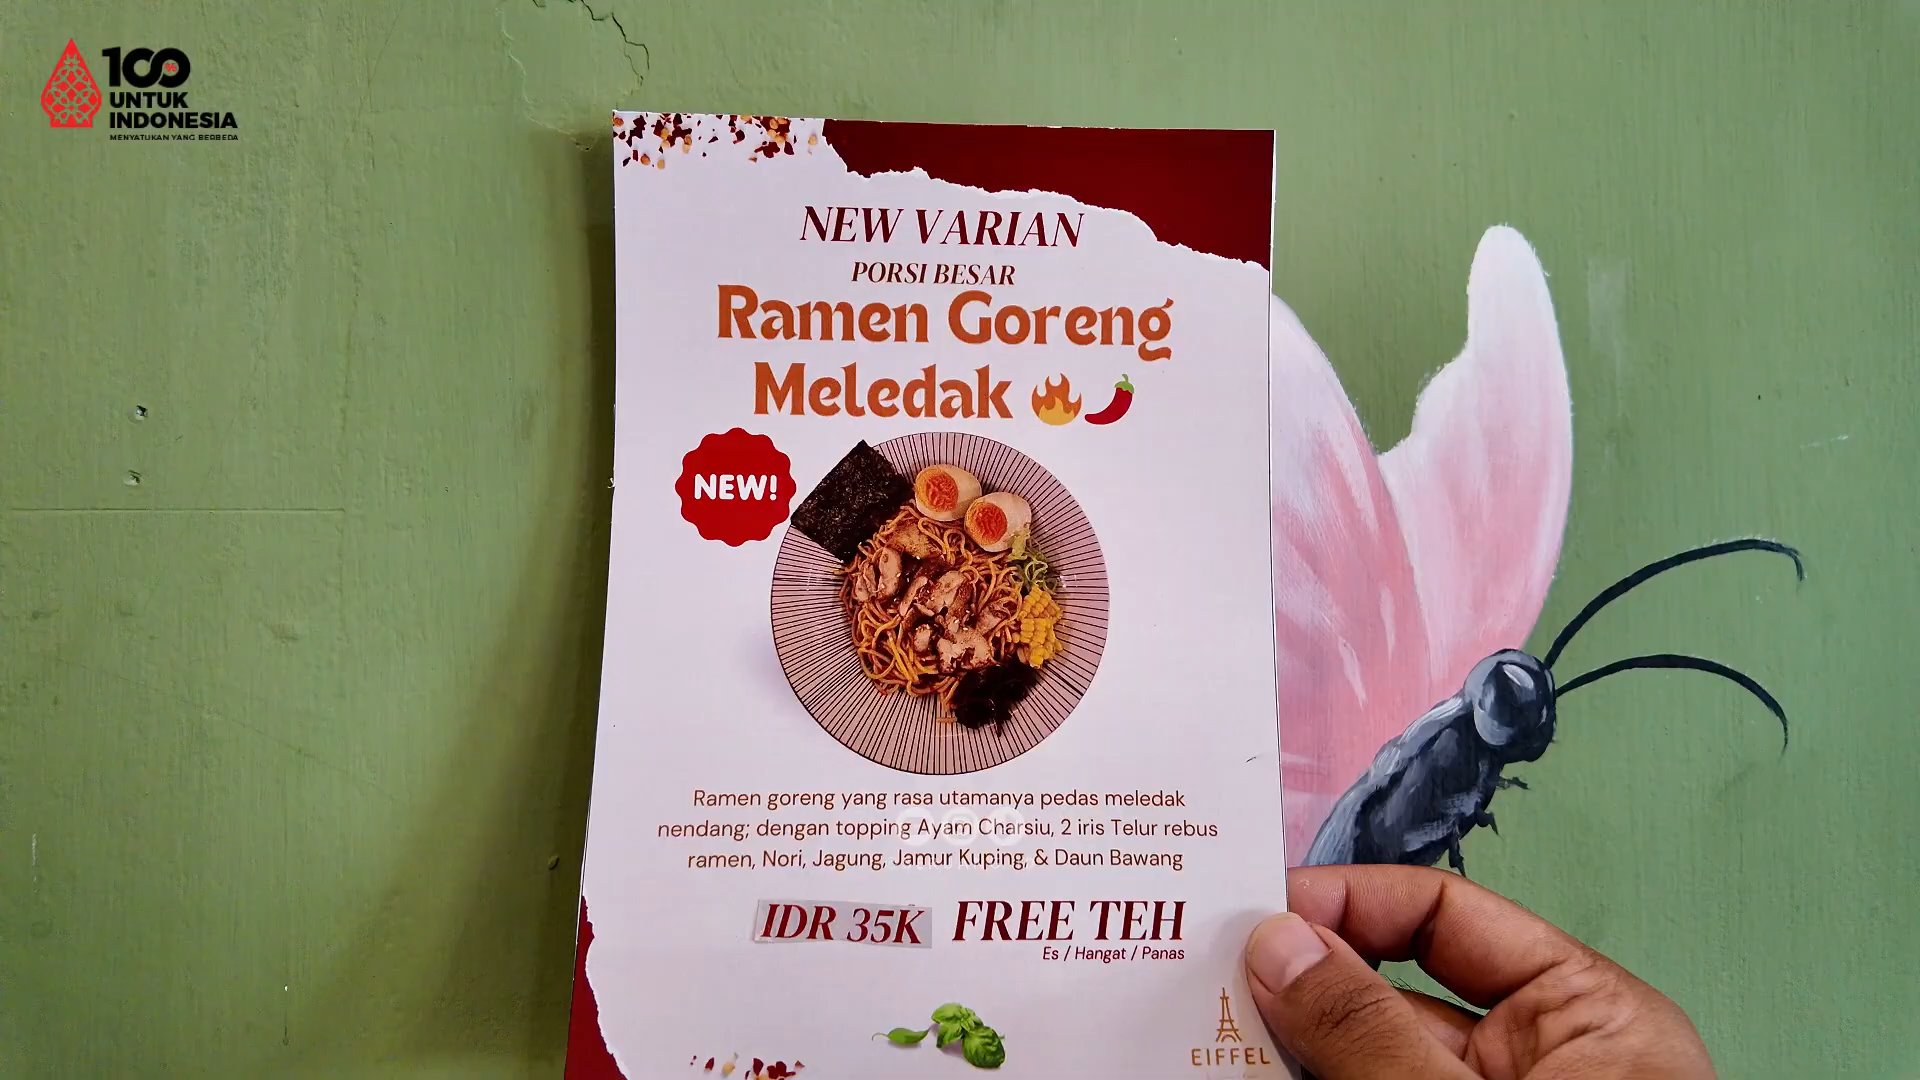 100%
UNTUK
INDONESIA
MENYATUKAN YANG BERBEDA
NEW VARIAN
PORSI BESAR
Ramen Goreng
Meledak
NEW!
Ramen goreng yang rasa utamanya pedas meledak
nendang; dengan topping Ayam Charsiu, 2 iris Telur rebus
ramen, Nori, Jagung, Jamur Kuping, & Daun Bawang
IDR 35K FREE TEH
Es / Hangat / Panas
EIFFEL